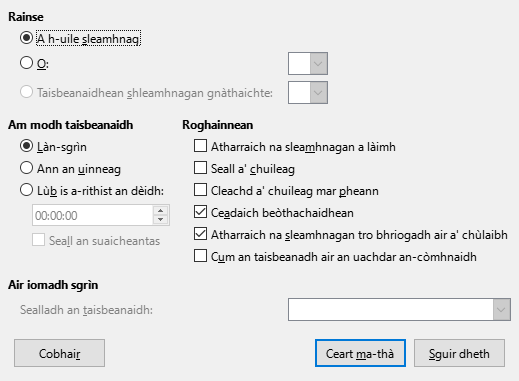 Rainse
A h-uile sleamhnag
O:
Taisbeanaidhean shleamhnagan gnàthaichte:
Am modh taisbeanaidh
Làn-sgrìn
Ann an uinneag
Lùb is a-rithist an dèidh:
00:00:00
Seall an suaicheantas
Roghainnean
Atharraich na sleamhnagan a làimh
Seall a' chuileag
Cleachd a' chuileag mar pheann
Ceadaich beòthachaidhean
Atharraich na sleamhnagan tro bhriogadh air a' chùlaibh
Cum an taisbeanadh air an uachdar an-còmhnaidh
Air iomadh sgrìn
Sealladh an taisbeanaidh:
Cobhair
Ceart ma-thà
Sguir dheth